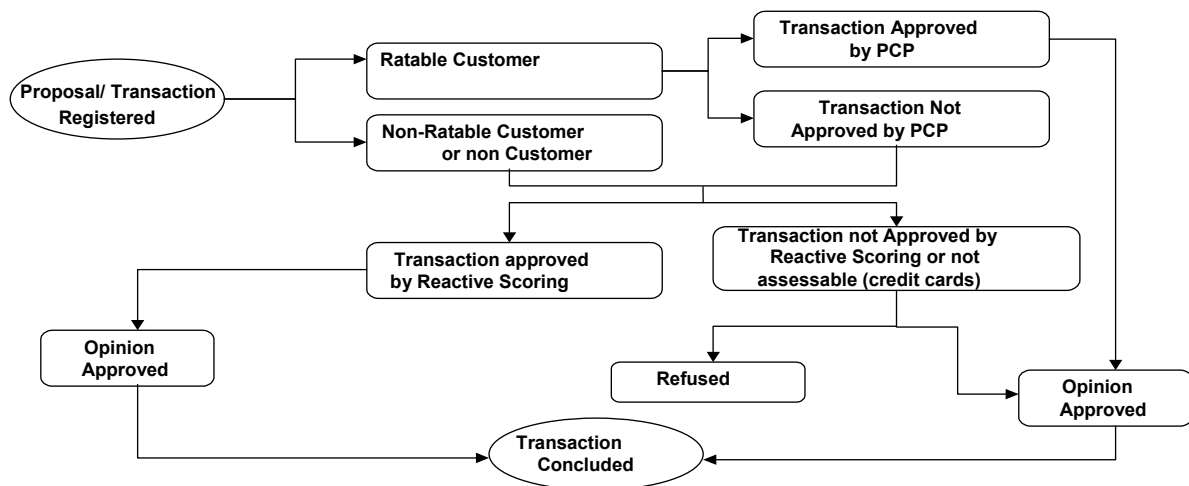 Proposal/ Transaction
Registered
Ratable Customer
Non-Ratable Customer
or non Customer
Transaction Approved
by PCP
Transaction Not
Approved by PCP
Transaction approved
by Reactive Scoring
Transaction not Approved by
Reactive Scoring or not
assessable (credit cards)
Opinion
Approved
Refused
Opinion
Approved
Transaction
Concluded